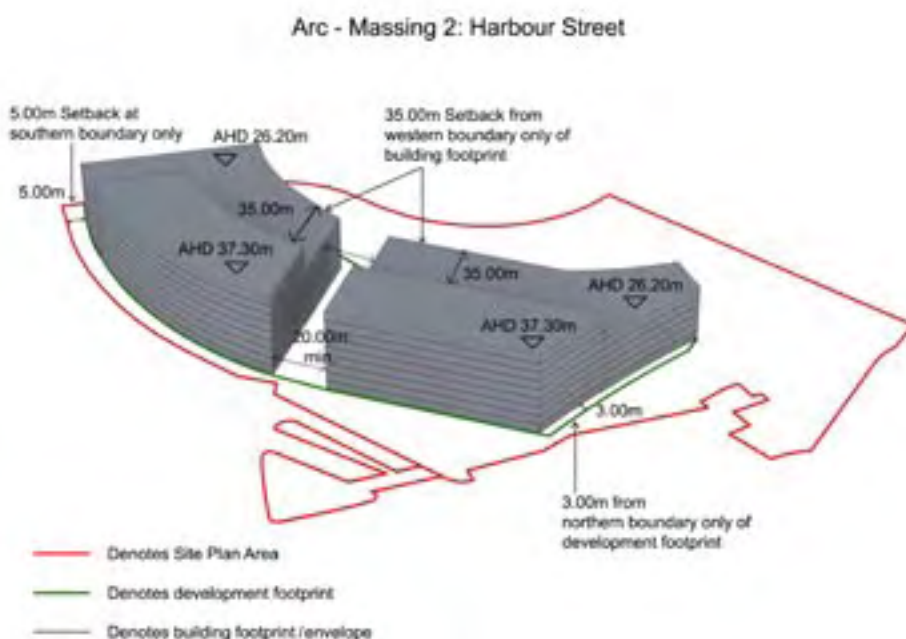 Arc - Massing 2: Harbour Street
5.00m Setback at
southern boundary only
AHD 26.20m
35.00m Setback from
western boundary only of
building footprint
5.00m
35.00m
AHD 37.30m
35.00m
AHD 26.20m
20.00m
min
AHD 37.30m
3.00m
3.00m from
northern boundary only of
development footprint
Denotes Site Plan Area
Denotes development footprint
Denotes building footprint /envelope